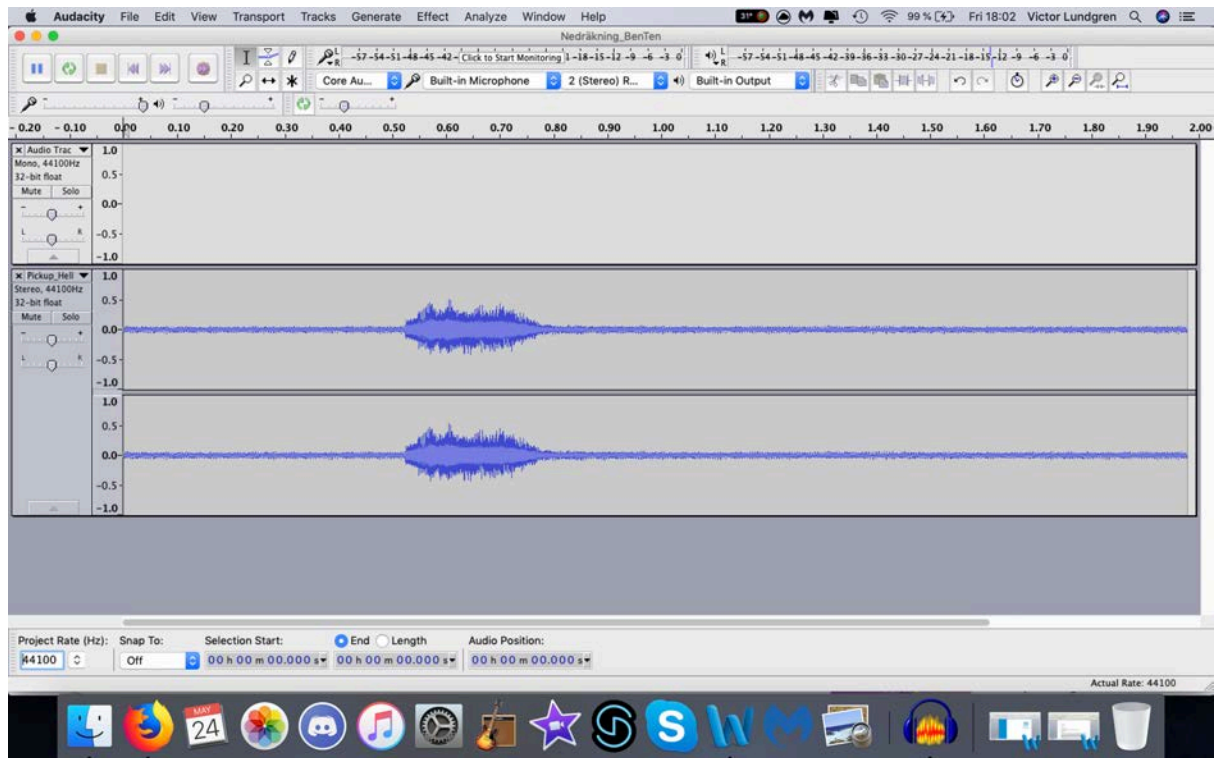 Audacity File Edit View Transport Tracks Generate Effect Analyze Window Help 31° 99 % Fri 18:02 Victor Lundgren
Nedräkning_BenTen
L R -57 -54 -51 -48 -45 -42 - Click to Start Monitoring 1 -18 -15 -12 -9 -6 -3 0 L R -57 -54 -51 -48 -45 -42 -39 -36 -33 -30 -27 -24 -21 -18 -15 -12 -9 -6 -3 0
Core Au... Built-in Microphone 2 (Stereo) R... Built-in Output
- 0.20 - 0.10 0.00 0.10 0.20 0.30 0.40 0.50 0.60 0.70 0.80 0.90 1.00 1.10 1.20 1.30 1.40 1.50 1.60 1.70 1.80 1.90 2.00
x Audio Trac ▼ 1.0
Mono, 44100Hz
32-bit float 0.5
Mute Solo
- + 0.0
L R -0.5
-1.0
x Pickup_Hell ▼ 1.0
Stereo, 44100Hz
32-bit float 0.5
Mute Solo
- + 0.0
L R -0.5
-1.0
1.0
0.5
0.0
-0.5
-1.0
Project Rate (Hz): Snap To: Selection Start: End Length Audio Position:
44100 Off 00 h 00 m 00.000 s 00 h 00 m 00.000 s 00 h 00 m 00.000 s
Actual Rate: 44100
MAY
24